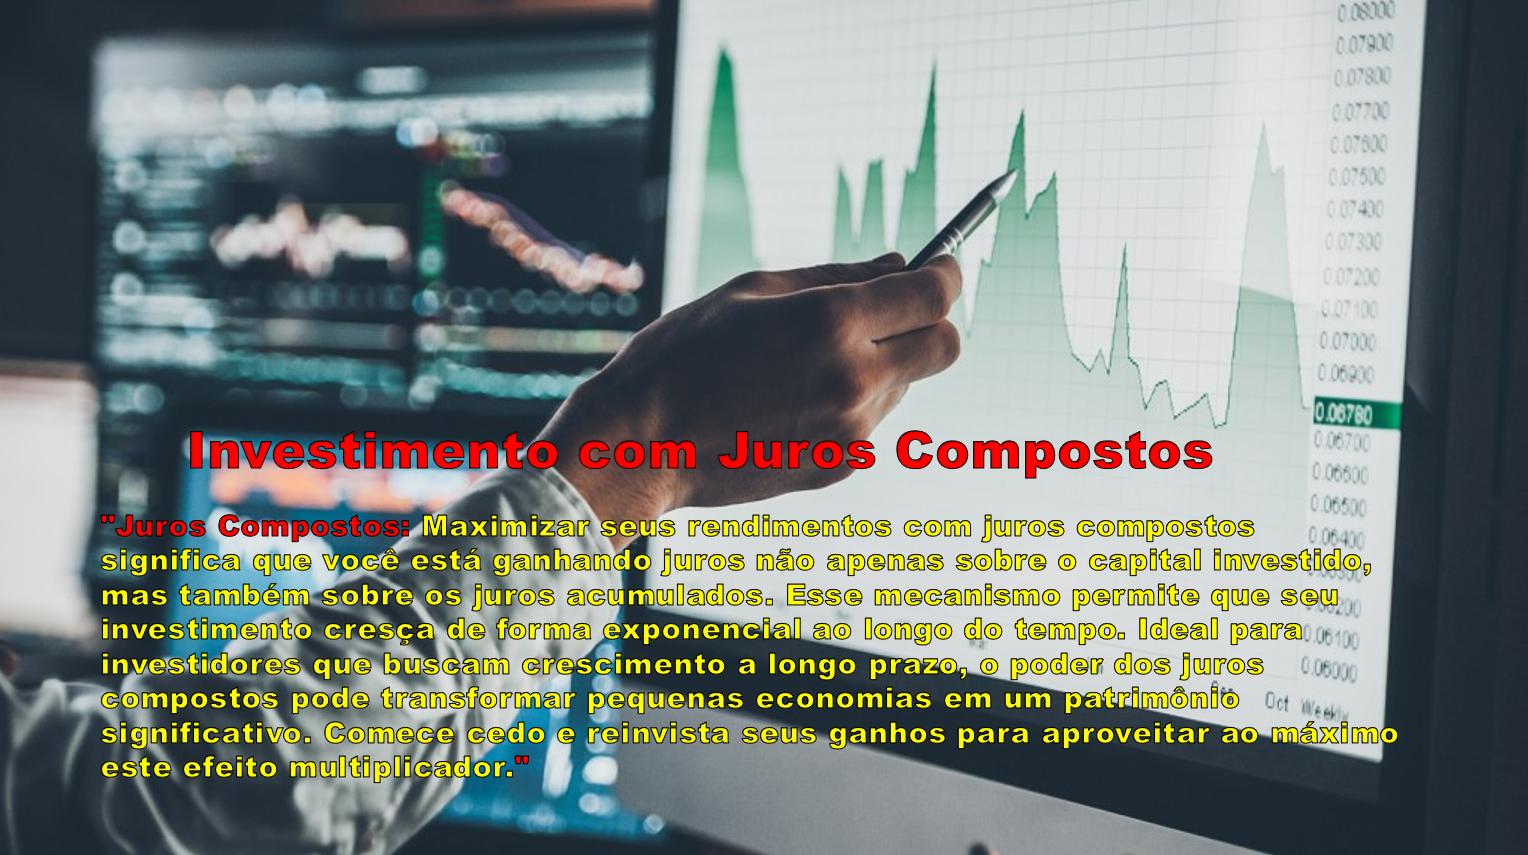 0.08000
0.07900
0.07800
0.07700
0.07600
0.07500
0.07400
0.07300
0.07200
0.07100
0.07000
0.06900
0.06780
0.06700
0.06600
0.06500
0.06400
0.06200
0.06100
0.06000
Oct Weekly
Investimento com Juros Compostos
"Juros Compostos: Maximizar seus rendimentos com juros compostos
significa que você está ganhando juros não apenas sobre o capital investido,
mas também sobre os juros acumulados. Esse mecanismo permite que seu
investimento cresça de forma exponencial ao longo do tempo. Ideal para
investidores que buscam crescimento a longo prazo, o poder dos juros
compostos pode transformar pequenas economias em um patrimônio
significativo. Comece cedo e reinvista seus ganhos para aproveitar ao máximo
este efeito multiplicador."